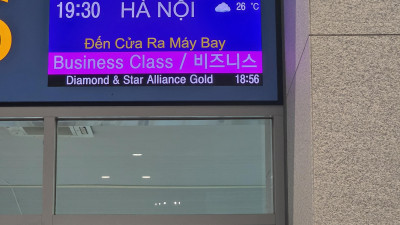 19:30 HÀ NỘI 26 °C
Đến Cửa Ra Máy Bay
Business Class / 비즈니스
Diamond & Star Alliance Gold 18:56